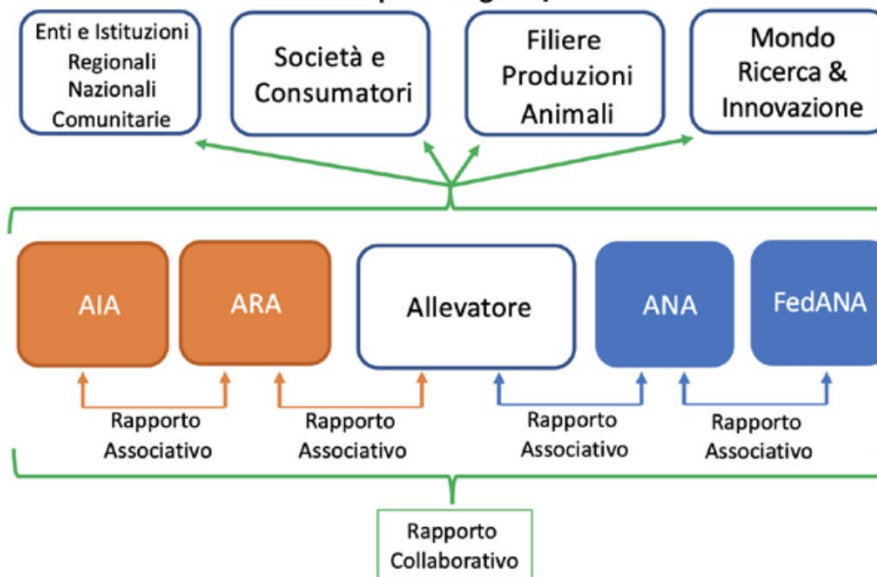 Enti e Istituzioni
Regionali
Nazionali
Comunitarie
Società e
Consumatori
Filiere
Produzioni
Animali
Mondo
Ricerca &
Innovazione
AIA
ARA
Allevatore
ANA
FedANA
Rapporto
Associativo
Rapporto
Associativo
Rapporto
Associativo
Rapporto
Associativo
Rapporto
Collaborativo